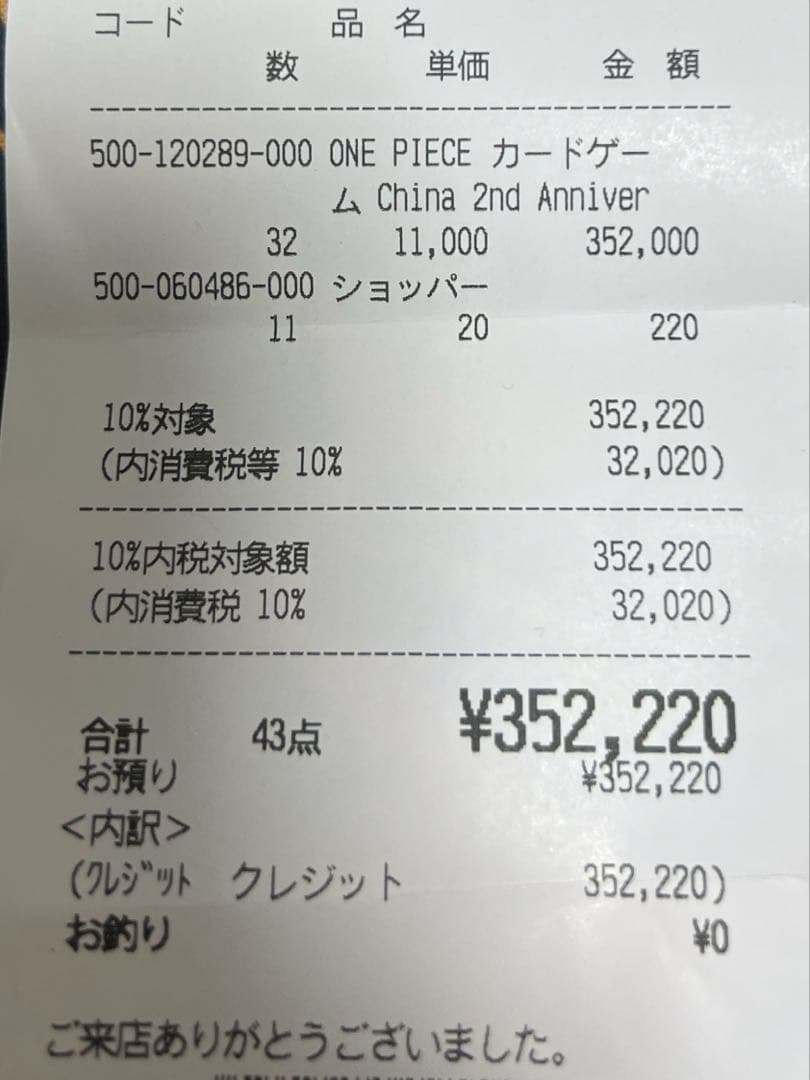 コード 品 名
数 単価 金 額
500-120289-000 ONE PIECE カードゲー
ム China 2nd Anniver
32 11,000 352,000
500-060486-000 ショッパー
11 20 220
10%対象 352,220
(内消費税等 10% 32,020)
10%内税対象額 352,220
(内消費税 10% 32,020)
合計 43点 ¥352,220
お預り ¥352,220
<内訳>
(ｸﾚｼﾞｯﾄ クレジット 352,220)
お釣り ¥0
ご来店ありがとうございました。